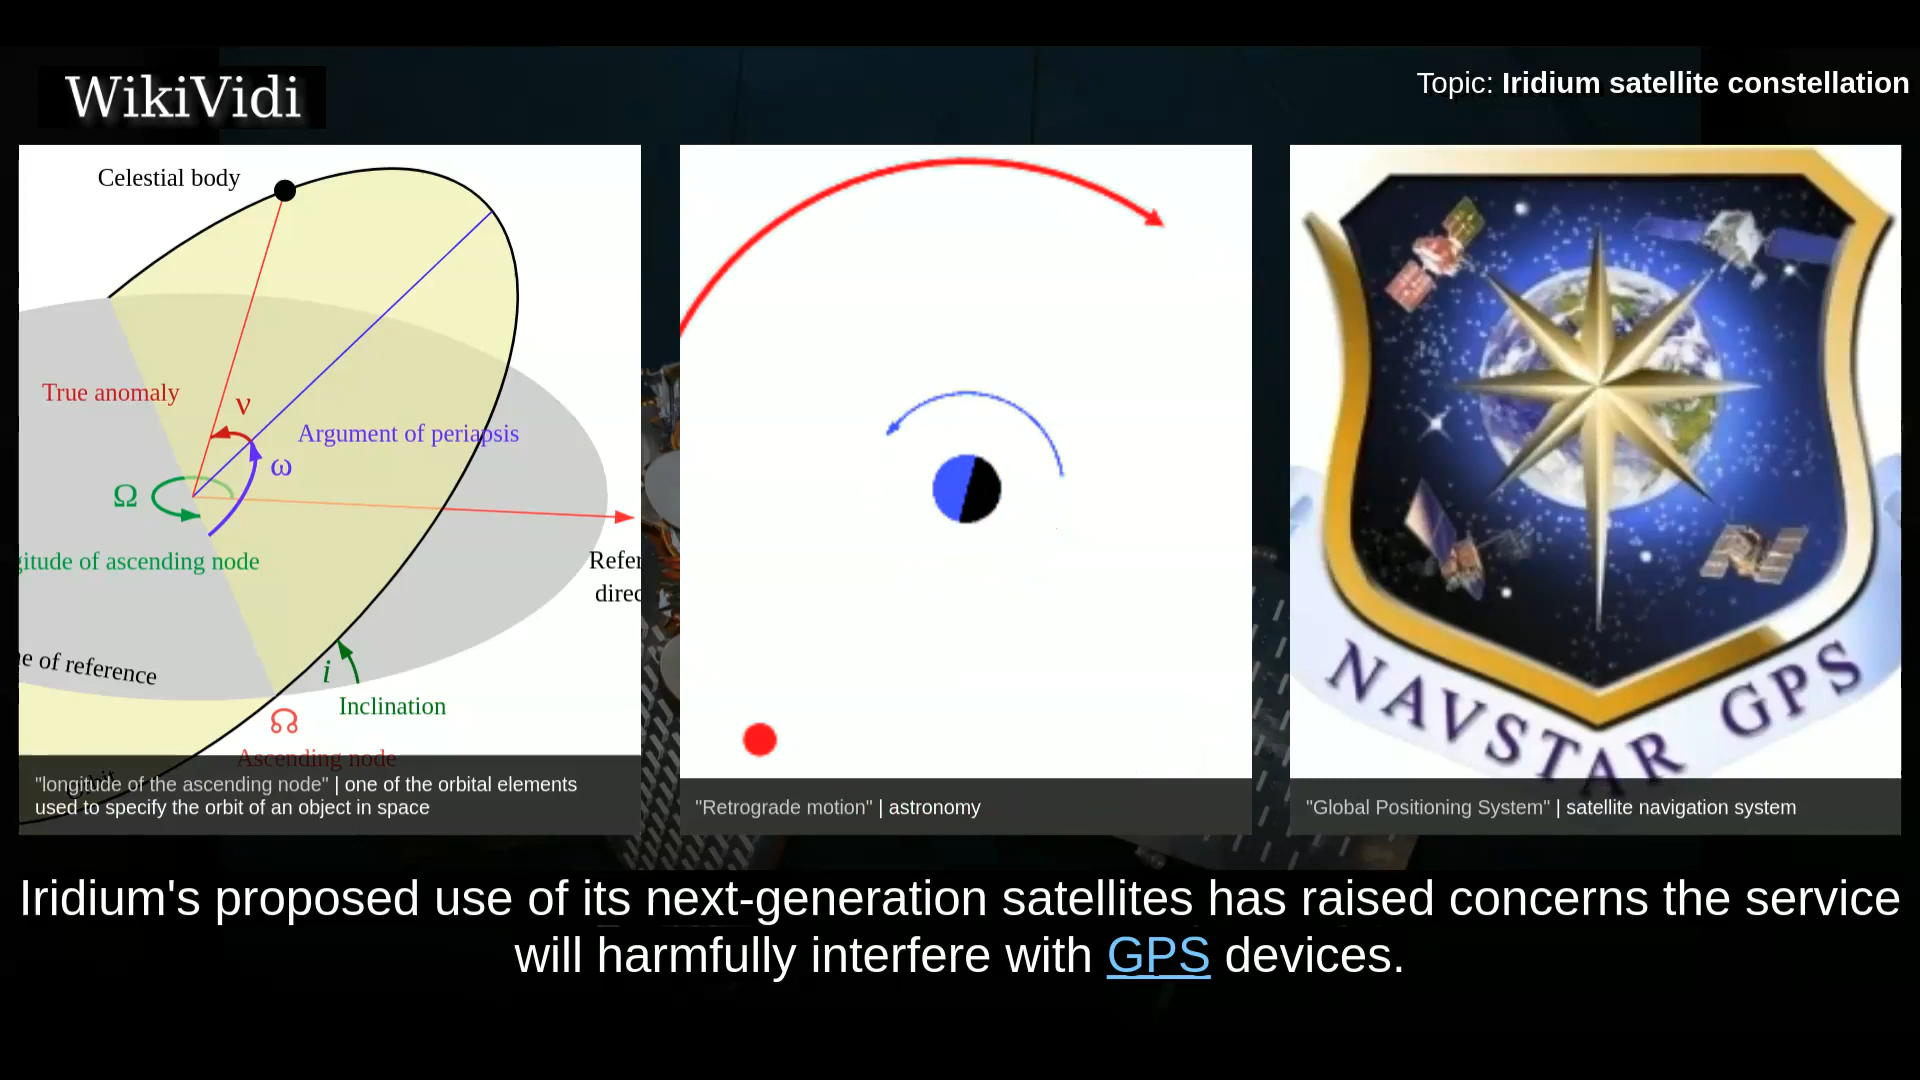 WikiVidi
Topic: Iridium satellite constellation
Celestial body
True anomaly
ν
Argument of periapsis
ω
Ω
gitude of ascending node
Refer
direc
e of reference
i
Inclination
☊
Ascending node
"longitude of the ascending node" | one of the orbital elements
used to specify the orbit of an object in space
"Retrograde motion" | astronomy
NAVSTAR GPS
"Global Positioning System" | satellite navigation system
Iridium's proposed use of its next-generation satellites has raised concerns the service
will harmfully interfere with GPS devices.